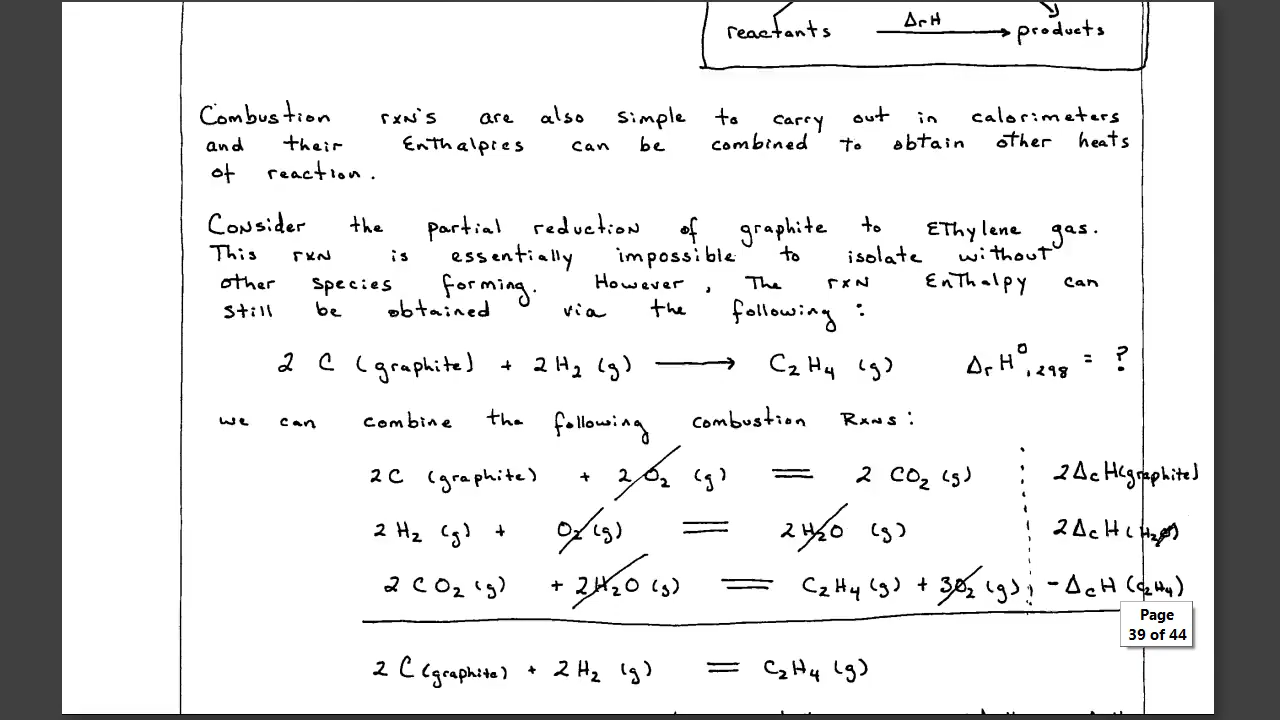 reactants ΔrH products
Combustion rxn's are also simple to carry out in calorimeters
and their Enthalpies can be combined to obtain other heats
of reaction.
Consider the partial reduction of graphite to Ethylene gas.
This rxn is essentially impossible to isolate without
other species forming. However, The rxn Enthalpy can
still be obtained via the following:
2 C (graphite) + 2 H₂ (g) ⟶ C₂H₄ (g) ΔrH°,298 = ?
we can combine the following combustion Rxns:
2C (graphite) + 2 O₂ (g) = 2 CO₂ (g) 2ΔcH(graphite)
2 H₂ (g) + O₂ (g) = 2 H₂O (g) 2ΔcH(H₂)
2 CO₂ (g) + 2 H₂O (g) = C₂H₄ (g) + 3O₂ (g) -ΔcH (C₂H₄)
Page
39 of 44
2 C (graphite) + 2 H₂ (g) = C₂H₄ (g)